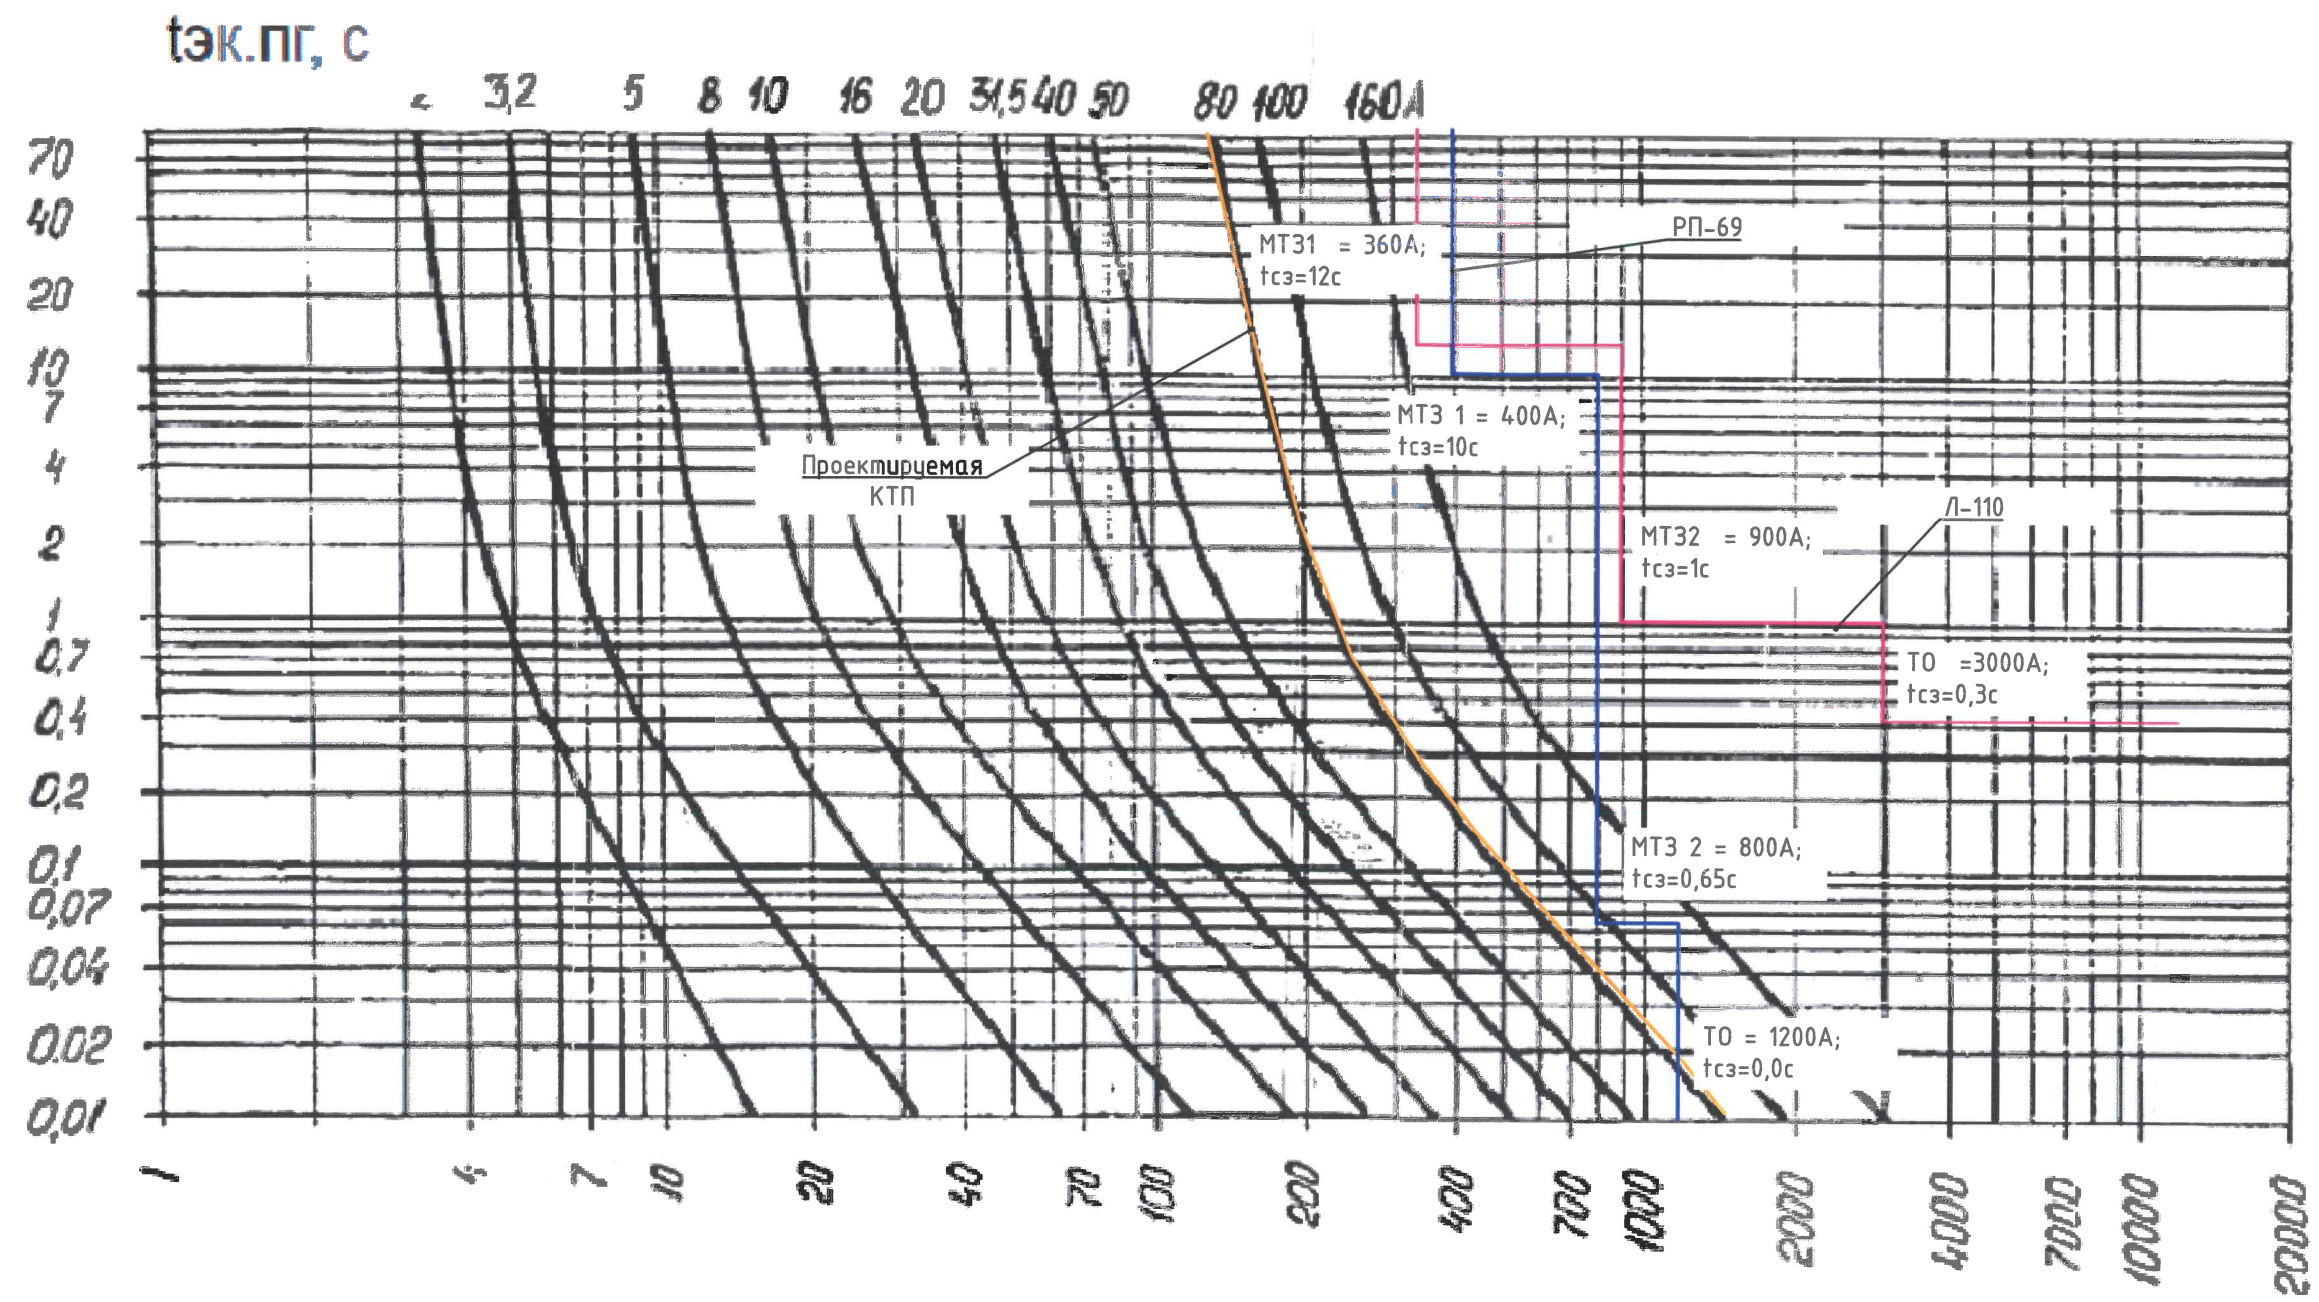 tэк.пг, с
3,2 5 8 10 16 20 31,5 40 50 80 100 160А
70
40
20
10
7
4
2
1
0,7
0,4
0,2
0,1
0,07
0,04
0,02
0,01
РП-69
МТЗ1 = 360А;
tсз=12с
МТЗ 1 = 400А;
tсз=10с
Проектируемая
КТП
Л-110
МТЗ2 = 900А;
tсз=1с
ТО =3000А;
tсз=0,3с
МТЗ 2 = 800А;
tсз=0,65с
ТО = 1200А;
tсз=0,0с
1 4 7 10 20 40 70 100 200 400 700 1000 2000 4000 7000 10000 20000